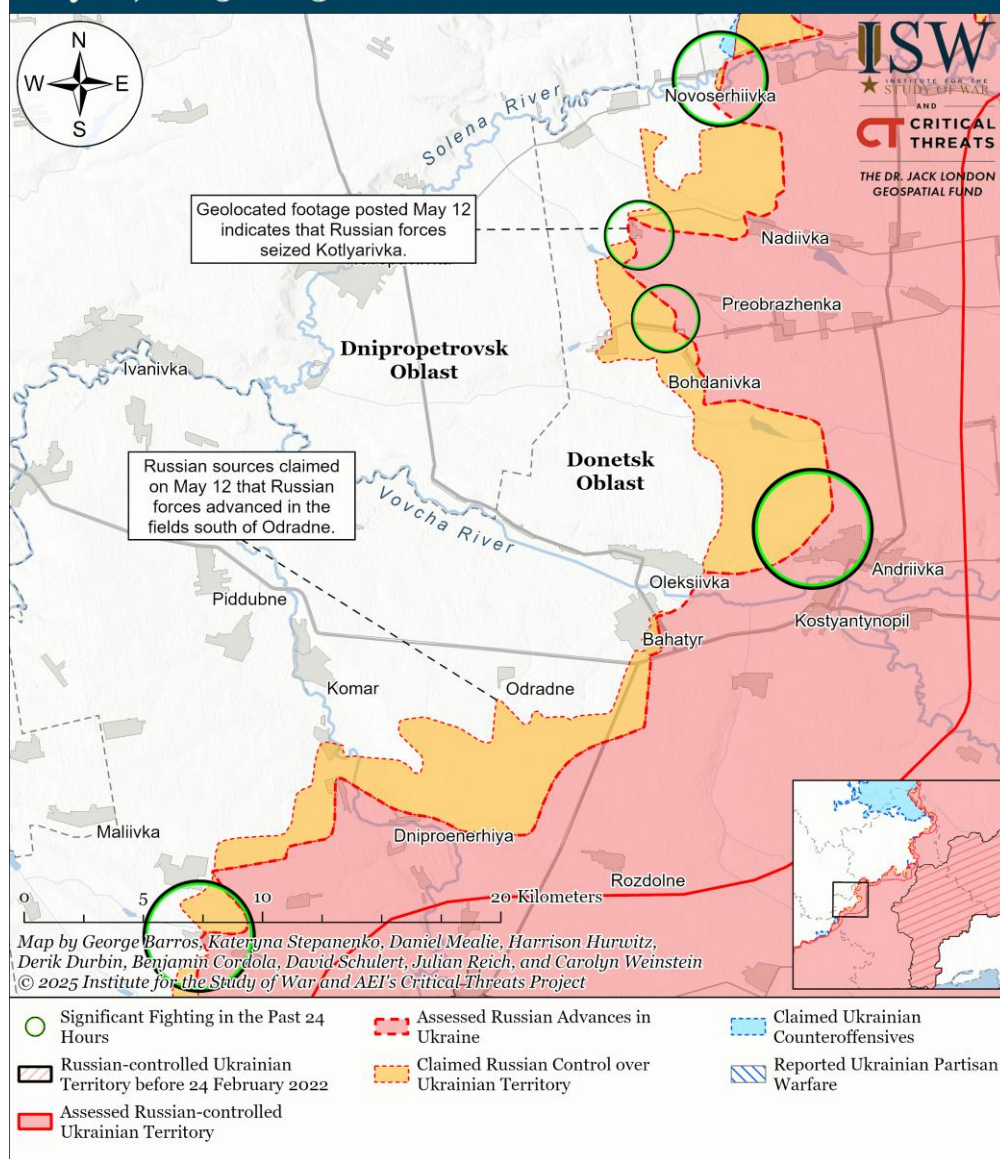 N
W E
S
ISW
INSTITUTE FOR THE
STUDY OF WAR
AND
CT CRITICAL
THREATS
THE DR. JACK LONDON
GEOSPATIAL FUND
Novoserhiivka
Solena River
Geolocated footage posted May 12
indicates that Russian forces
seized Kotlyarivka.
Nadiivka
Preobrazhenka
Dnipropetrovsk
Oblast
Ivanivka
Bohdanivka
Donetsk
Oblast
Russian sources claimed
on May 12 that Russian
forces advanced in the
fields south of Odradne.
Vovcha River
Andriivka
Oleksiivka
Piddubne
Kostyantynopil
Bahatyr
Komar
Odradne
Maliivka
Dniproenerhiya
Rozdolne
0 5 10 20 Kilometers
Map by George Barros, Kateryna Stepanenko, Daniel Mealie, Harrison Hurwitz,
Derik Durbin, Benjamin Cordola, David Schulert, Julian Reich, and Carolyn Weinstein
© 2025 Institute for the Study of War and AEI's Critical Threats Project
Significant Fighting in the Past 24
Hours
Russian-controlled Ukrainian
Territory before 24 February 2022
Assessed Russian-controlled
Ukrainian Territory
Assessed Russian Advances in
Ukraine
Claimed Russian Control over
Ukrainian Territory
Claimed Ukrainian
Counteroffensives
Reported Ukrainian Partisan
Warfare